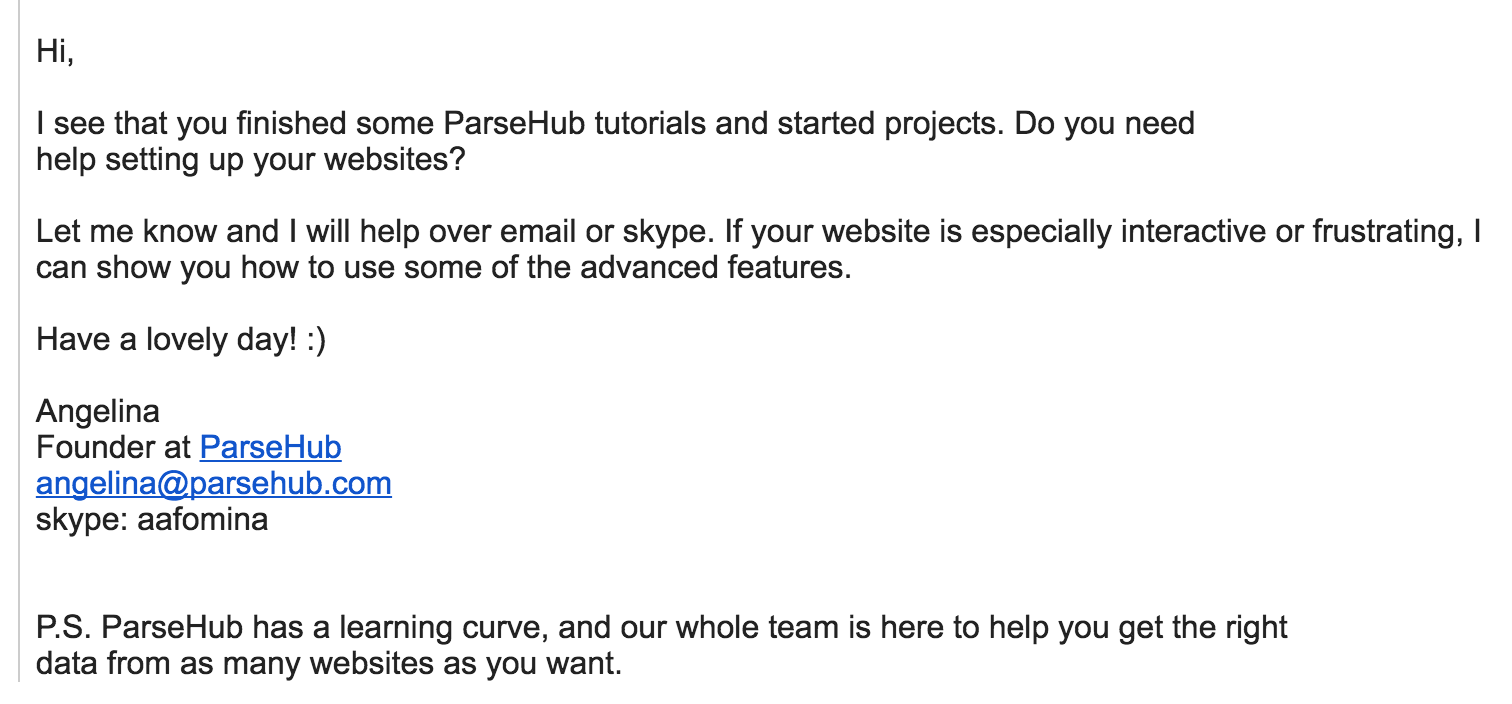 Hi,
I see that you finished some ParseHub tutorials and started projects. Do you need
help setting up your websites?
Let me know and I will help over email or skype. If your website is especially interactive or frustrating, I
can show you how to use some of the advanced features.
Have a lovely day! :)
Angelina
Founder at ParseHub
angelina@parsehub.com
skype: aafomina
P.S. ParseHub has a learning curve, and our whole team is here to help you get the right
data from as many websites as you want.